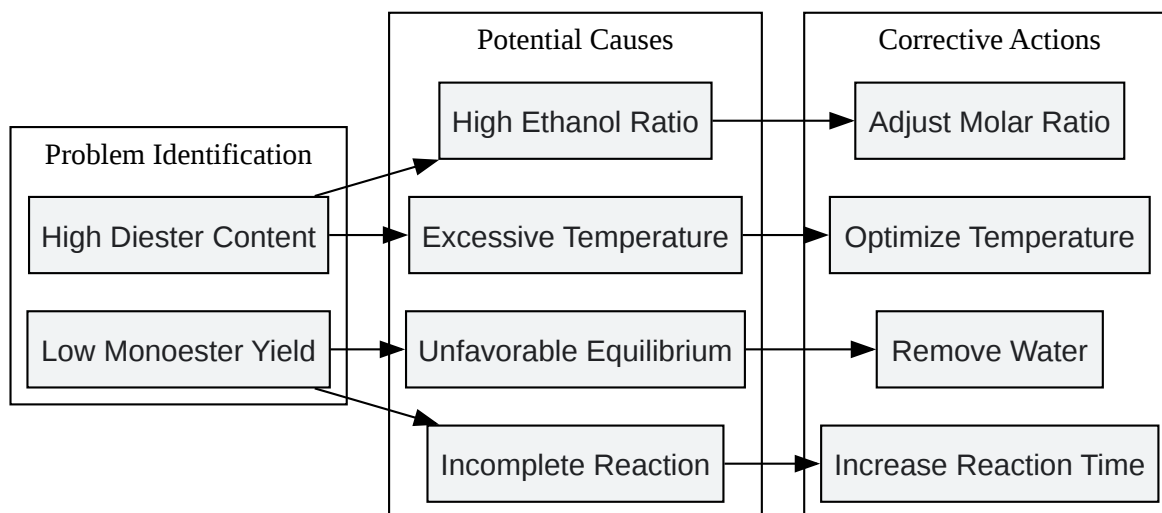 Problem Identification
High Diester Content
Low Monoester Yield
Potential Causes
High Ethanol Ratio
Excessive Temperature
Unfavorable Equilibrium
Incomplete Reaction
Corrective Actions
Adjust Molar Ratio
Optimize Temperature
Remove Water
Increase Reaction Time